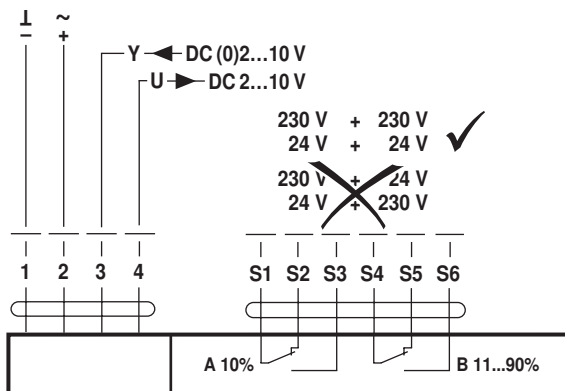 ⊥ ~
− +
Y DC (0)2...10 V
U DC 2...10 V
230 V + 230 V
24 V + 24 V
230 V + 24 V
24 V + 230 V
1 2 3 4 S1 S2 S3 S4 S5 S6
A 10% B 11...90%